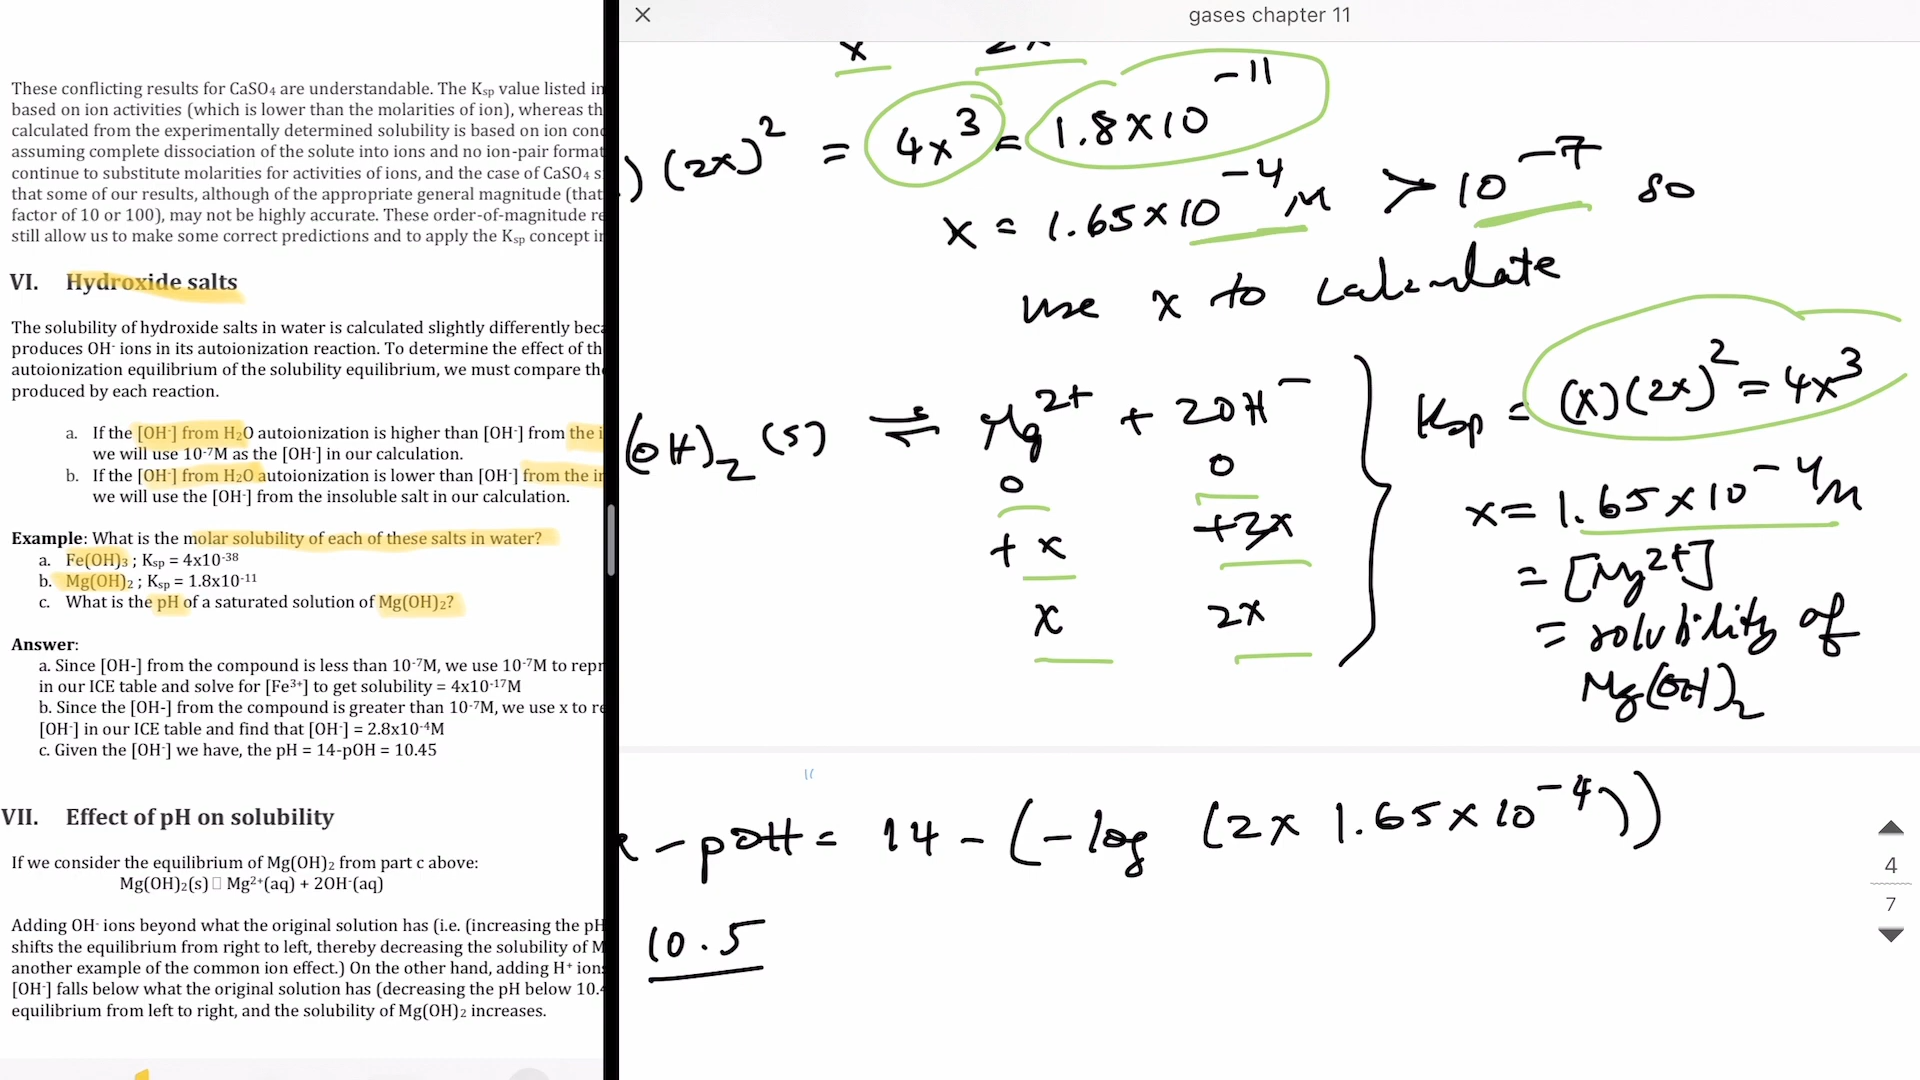 These conflicting results for CaSO4 are understandable. The Ksp value listed in
based on ion activities (which is lower than the molarities of ion), whereas th
calculated from the experimentally determined solubility is based on ion conc
assuming complete dissociation of the solute into ions and no ion-pair format
continue to substitute molarities for activities of ions, and the case of CaSO4 s
that some of our results, although of the appropriate general magnitude (that
factor of 10 or 100), may not be highly accurate. These order-of-magnitude re
still allow us to make some correct predictions and to apply the Ksp concept in
VI. Hydroxide salts
The solubility of hydroxide salts in water is calculated slightly differently beca
produces OH- ions in its autoionization reaction. To determine the effect of th
autoionization equilibrium of the solubility equilibrium, we must compare the
produced by each reaction.
a. If the [OH-] from H2O autoionization is higher than [OH-] from the i
we will use 10-7M as the [OH-] in our calculation.
b. If the [OH-] from H2O autoionization is lower than [OH-] from the in
we will use the [OH-] from the insoluble salt in our calculation.
Example: What is the molar solubility of each of these salts in water?
a. Fe(OH)3 ; Ksp = 4x10-38
b. Mg(OH)2 ; Ksp = 1.8x10-11
c. What is the pH of a saturated solution of Mg(OH)2?
Answer:
a. Since [OH-] from the compound is less than 10-7M, we use 10-7M to repr
in our ICE table and solve for [Fe3+] to get solubility = 4x10-17M
b. Since the [OH-] from the compound is greater than 10-7M, we use x to re
[OH-] in our ICE table and find that [OH-] = 2.8x10-4M
c. Given the [OH-] we have, the pH = 14-pOH = 10.45
VII. Effect of pH on solubility
If we consider the equilibrium of Mg(OH)2 from part c above:
Mg(OH)2(s) □ Mg2+(aq) + 2OH-(aq)
Adding OH- ions beyond what the original solution has (i.e. (increasing the pH
shifts the equilibrium from right to left, thereby decreasing the solubility of M
another example of the common ion effect.) On the other hand, adding H+ ions
[OH-] falls below what the original solution has (decreasing the pH below 10.4
equilibrium from left to right, and the solubility of Mg(OH)2 increases.
gases chapter 11
x 2x
) (2x)^2 = 4x^3 = 1.8 x 10^-11
x = 1.65 x 10^-4 M > 10^-7 so
use x to calculate
(OH)2 (s) ⇌ Mg2+ + 2OH-
0 0
+x +2x
x 2x
Ksp = (x)(2x)^2 = 4x^3
x = 1.65 x 10^-4 M
= [Mg2+]
= solubility of
Mg(OH)2
- pOH = 14 - (-log (2 x 1.65 x 10^-4))
10.5
4
7